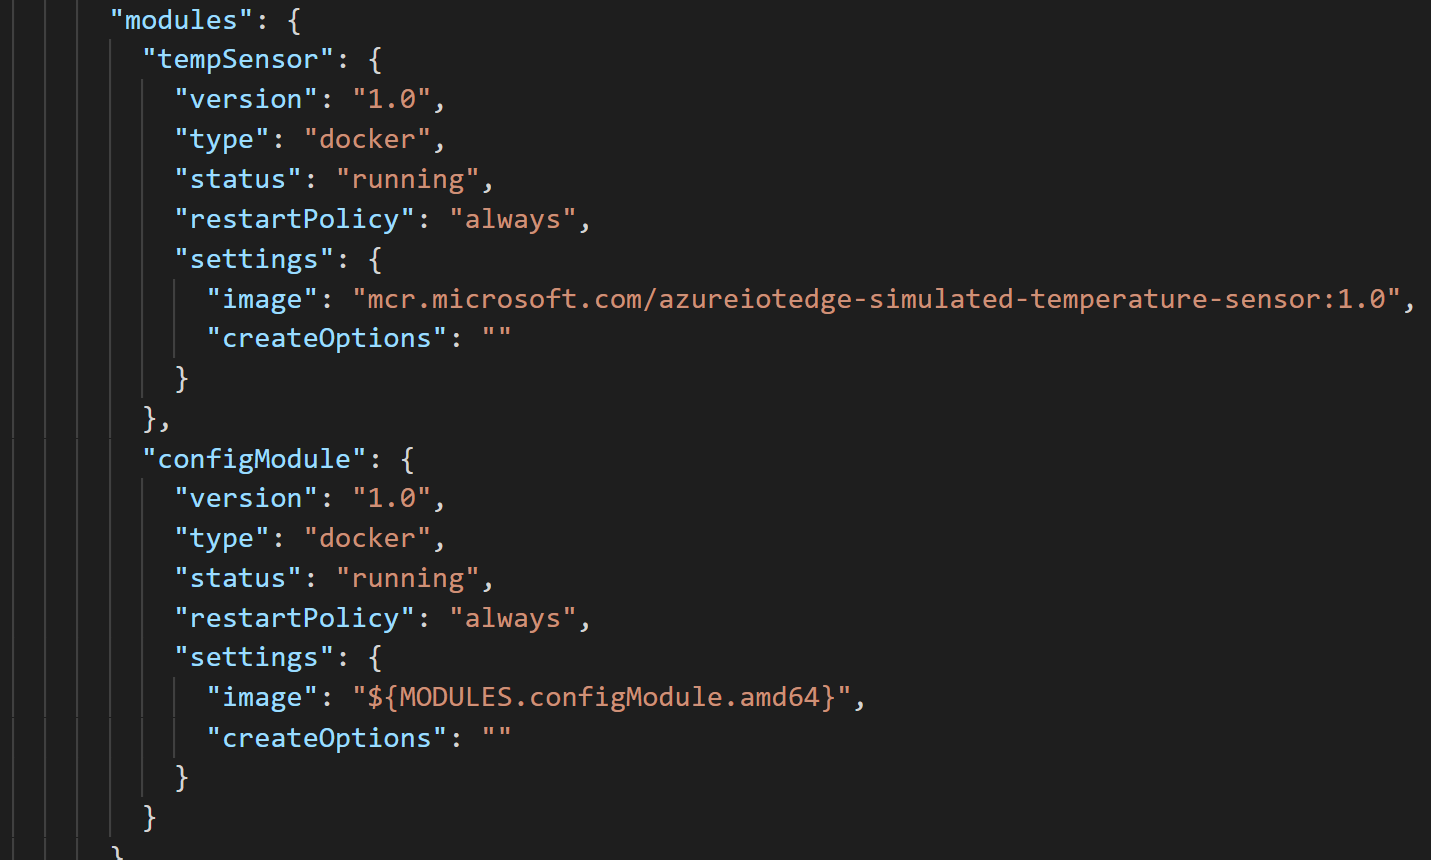 "modules": {
"tempSensor": {
"version": "1.0",
"type": "docker",
"status": "running",
"restartPolicy": "always",
"settings": {
"image": "mcr.microsoft.com/azureiotedge-simulated-temperature-sensor:1.0",
"createOptions": ""
}
},
"configModule": {
"version": "1.0",
"type": "docker",
"status": "running",
"restartPolicy": "always",
"settings": {
"image": "${MODULES.configModule.amd64}",
"createOptions": ""
}
}
}